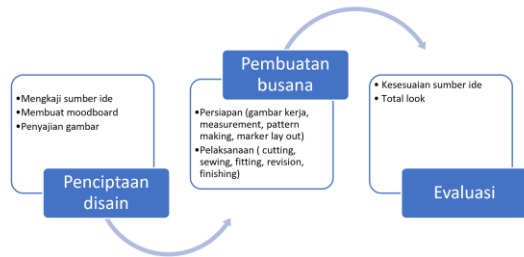 •Mengkaji sumber ide
•Membuat moodboard
•Penyajian gambar
Penciptaan
disain
Pembuatan
busana
•Persiapan (gambar kerja,
measurement, pattern
making, marker lay out)
•Pelaksanaan ( cutting,
sewing, fitting, revision,
finishing)
• Kesesuaian sumber ide
• Total look
Evaluasi